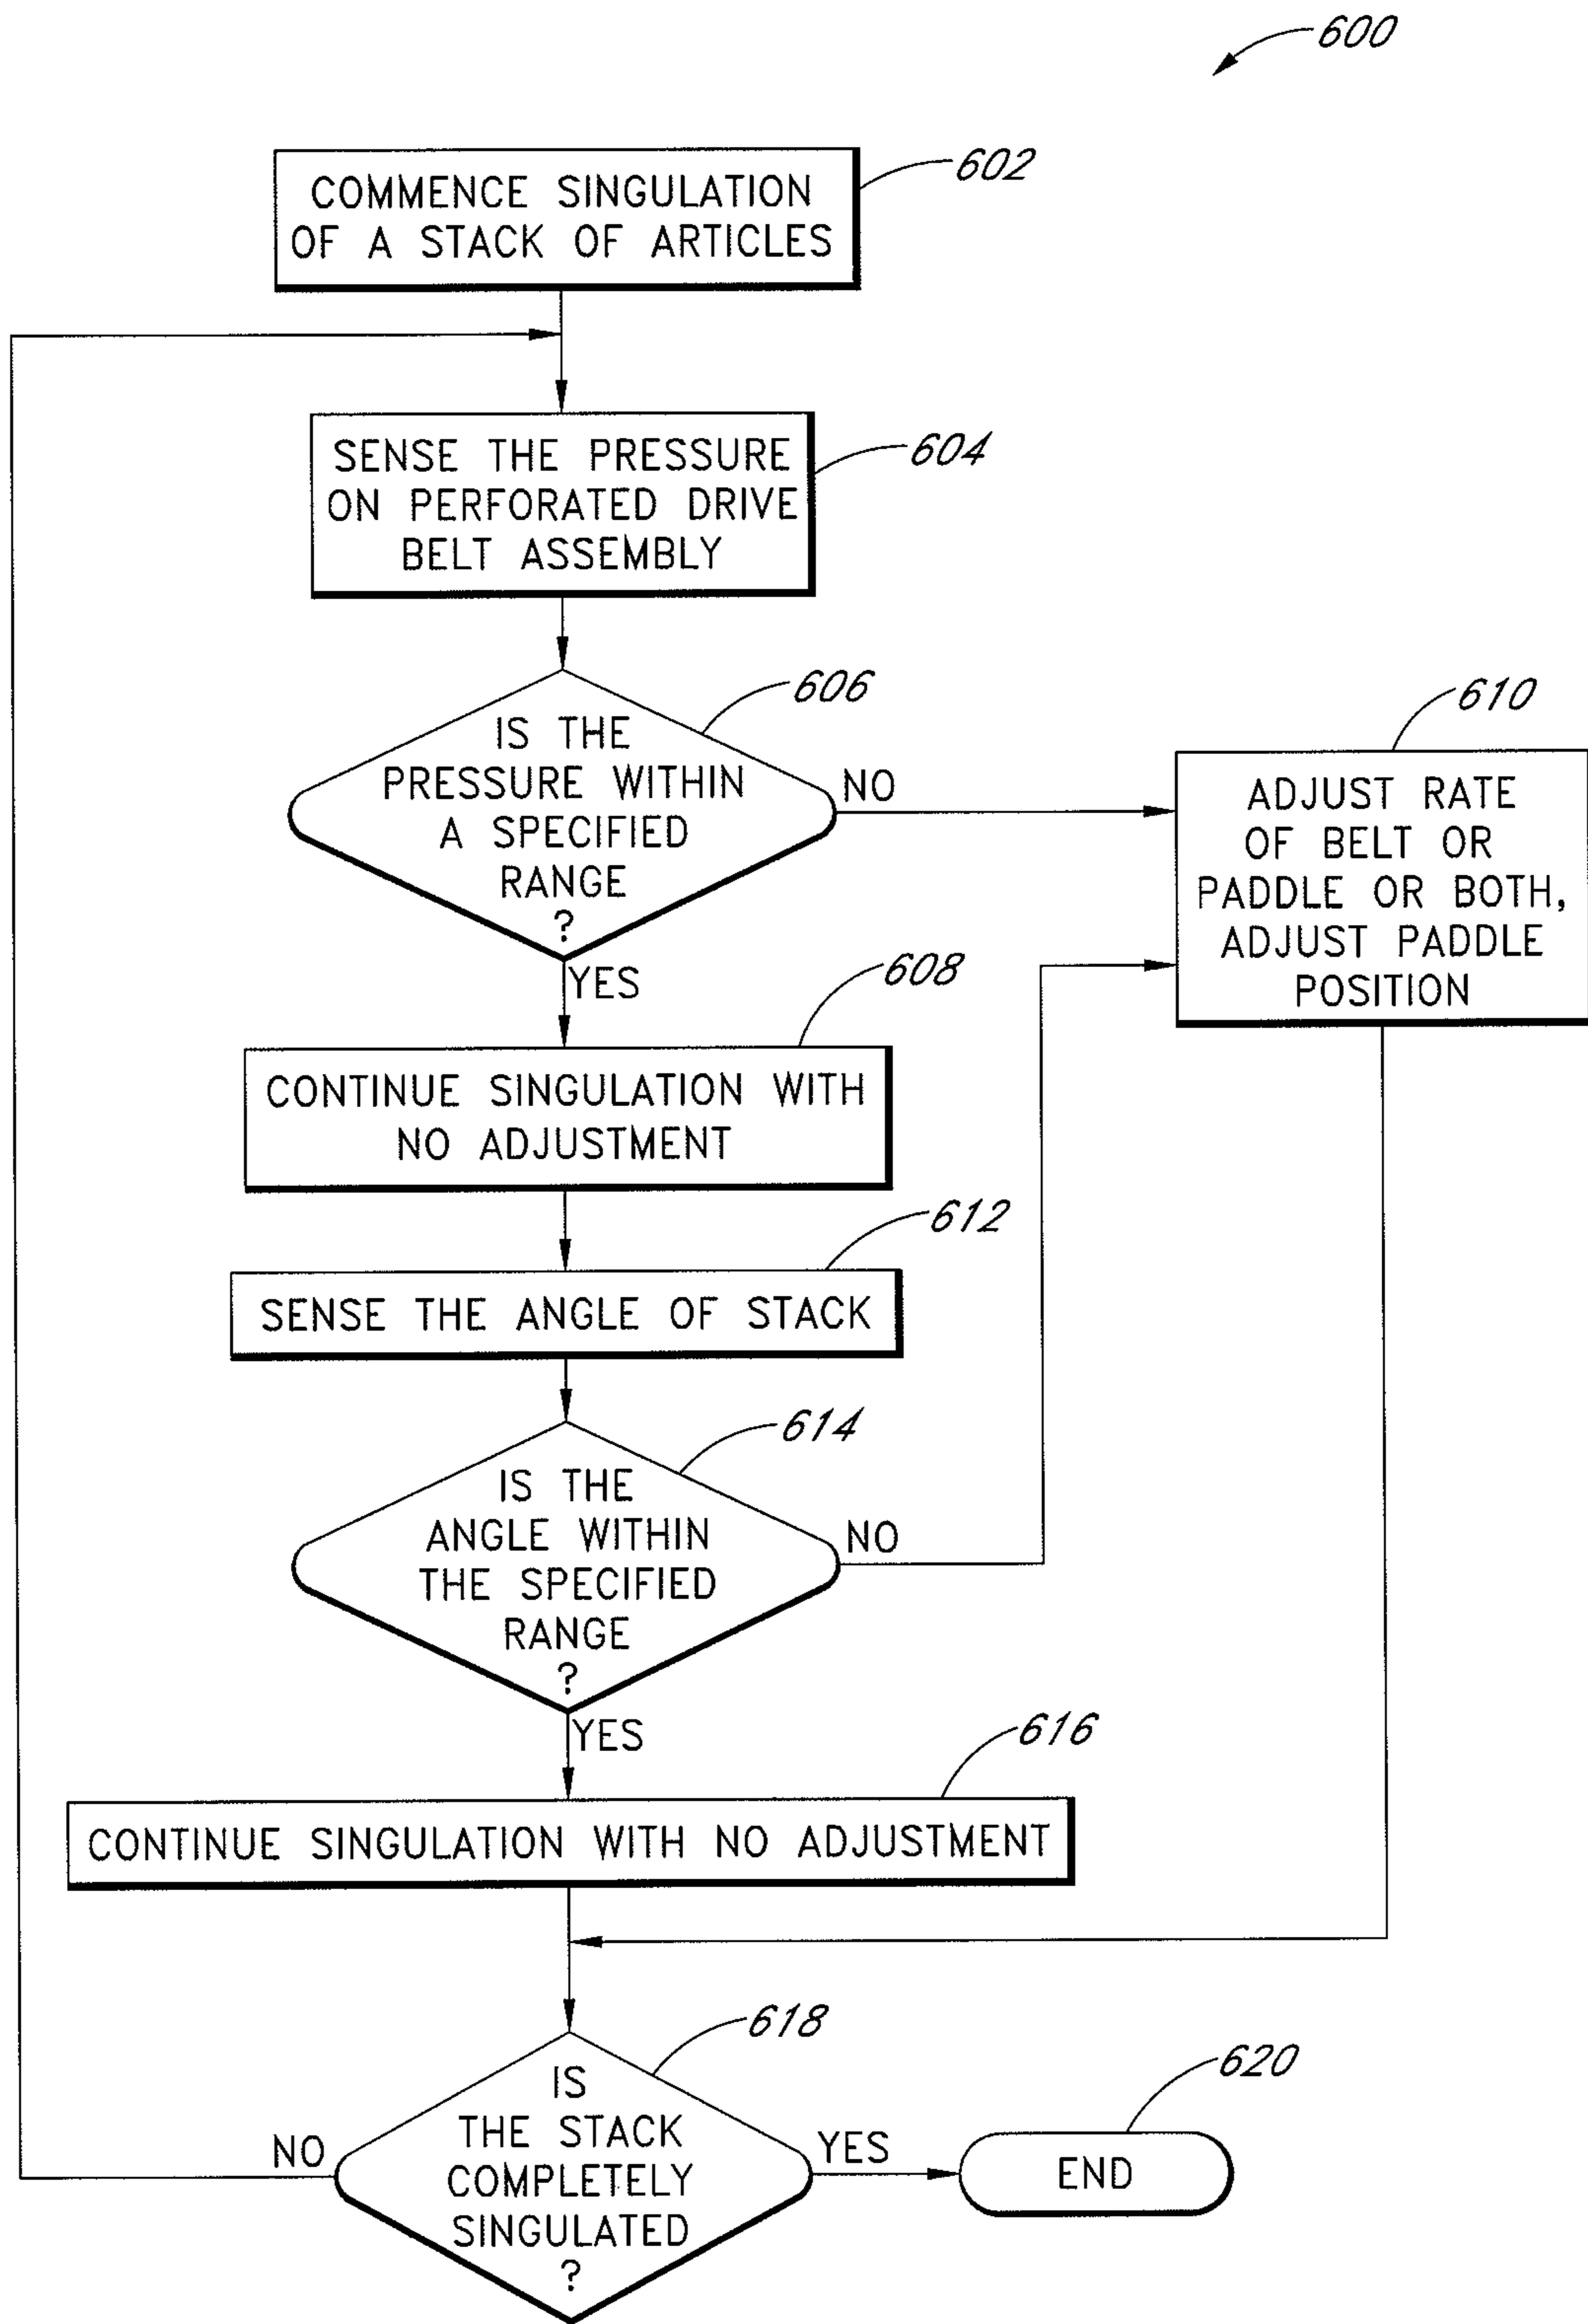 600
602
COMMENCE SINGULATION
OF A STACK OF ARTICLES
604
SENSE THE PRESSURE
ON PERFORATED DRIVE
BELT ASSEMBLY
606
IS THE
PRESSURE WITHIN
A SPECIFIED
RANGE
?
NO
YES
610
ADJUST RATE
OF BELT OR
PADDLE OR BOTH,
ADJUST PADDLE
POSITION
608
CONTINUE SINGULATION WITH
NO ADJUSTMENT
612
SENSE THE ANGLE OF STACK
614
IS THE
ANGLE WITHIN
THE SPECIFIED
RANGE
?
NO
YES
616
CONTINUE SINGULATION WITH NO ADJUSTMENT
618
IS
THE STACK
COMPLETELY
SINGULATED
?
NO
YES
620
END